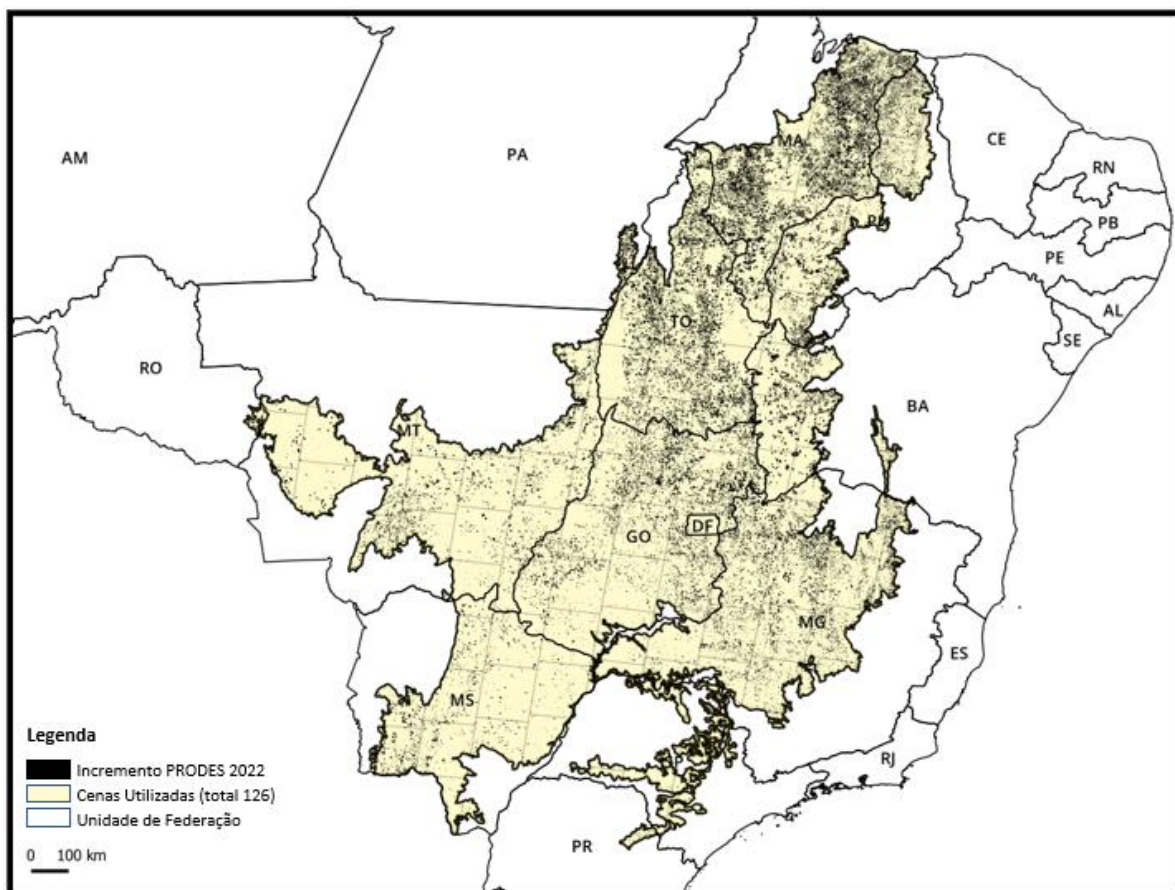 AM
PA
MA
CE
RN
PB
PE
AL
SE
TO
RO
BA
MT
DF
GO
MG
ES
MS
RJ
PR
Legenda
Incremento PRODES 2022
Cenas Utilizadas (total 126)
Unidade de Federação
0 100 km